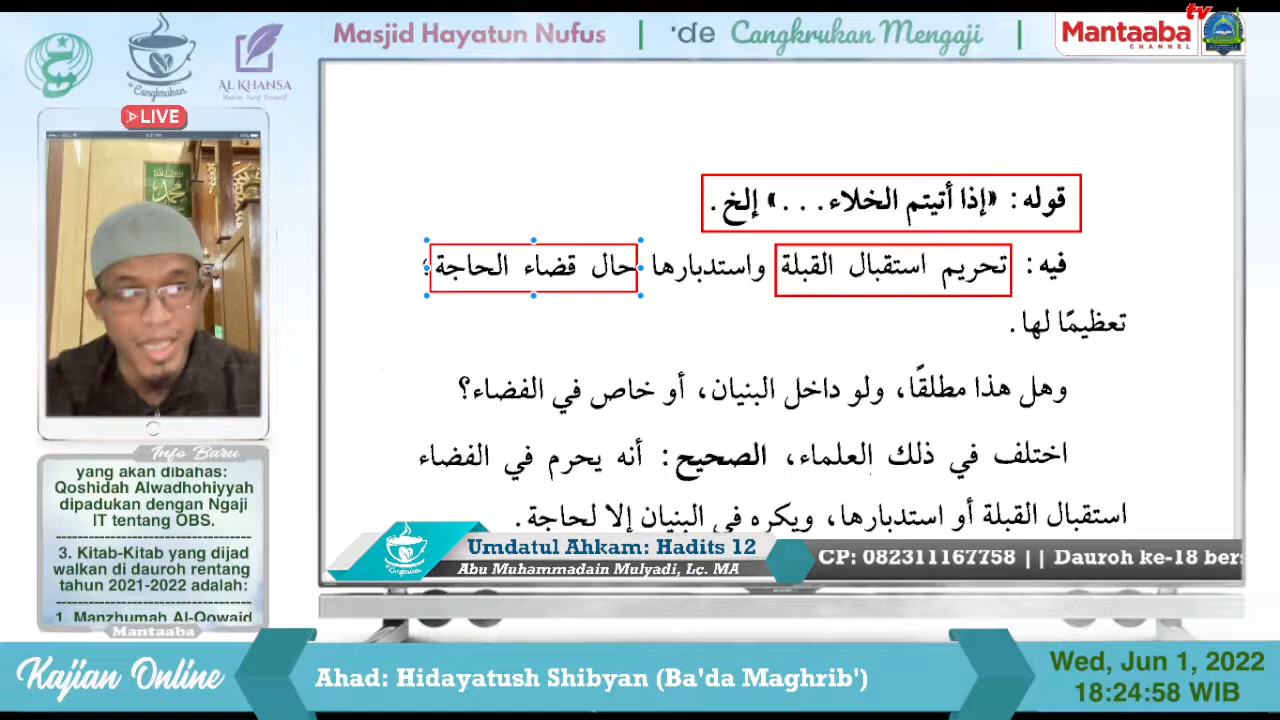 Masjid Hayatun Nufus | 'de Cangkrukan Mengaji |
Mantaaba tv
CHANNEL
Cangkrukan
AL KHANSA
LIVE
قوله: «إذا أتيتم الخلاء...» إلخ.
فيه: تحريم استقبال القبلة واستدبارها حال قضاء الحاجة؛
تعظيمًا لها.
وهل هذا مطلقًا، ولو داخل البنيان، أو خاص في الفضاء؟
اختلف في ذلك العلماء، الصحيح: أنه يحرم في الفضاء
استقبال القبلة أو استدبارها، ويكره في البنيان إلا لحاجة.
Info Baru
yang akan dibahas:
Qoshidah Alwadhohiyyah
dipadukan dengan Ngaji
IT tentang OBS.
3. Kitab-Kitab yang dijad
walkan di dauroh rentang
tahun 2021-2022 adalah:
1. Manzhumah Al-Qowaid
Mantaaba
Umdatul Ahkam: Hadits 12
Abu Muhammadain Mulyadi, Lc. MA
CP: 082311167758 || Dauroh ke-18 bers
Kajian Online
Ahad: Hidayatush Shibyan (Ba'da Maghrib')
Wed, Jun 1, 2022
18:24:58 WIB